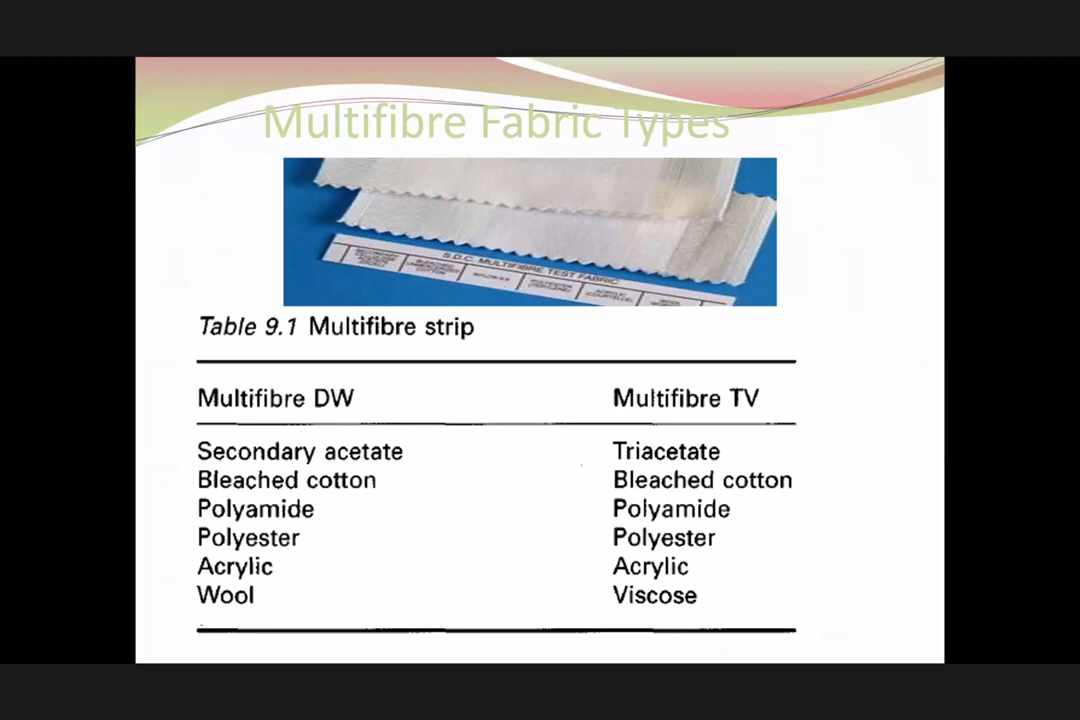 Multifibre Fabric Types
S.D.C. MULTIFIBRE TEST FABRIC
Table 9.1 Multifibre strip
Multifibre DW Multifibre TV
Secondary acetate Triacetate
Bleached cotton Bleached cotton
Polyamide Polyamide
Polyester Polyester
Acrylic Acrylic
Wool Viscose